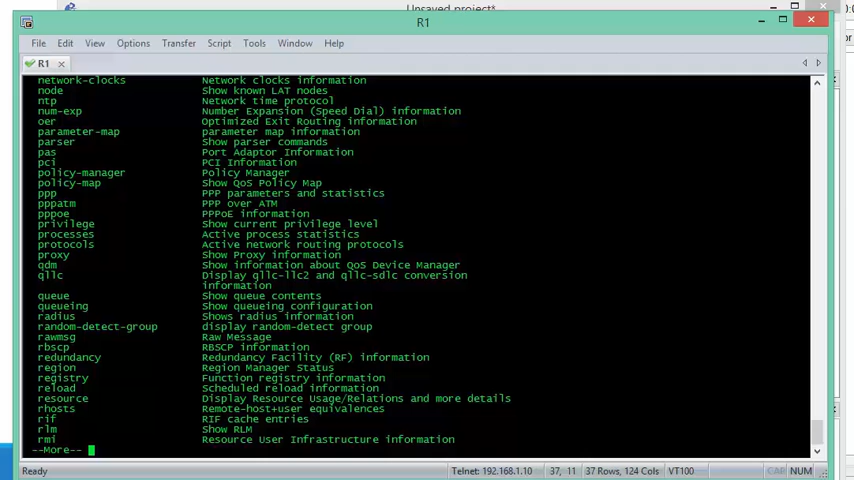 Unsaved project*
R1
File Edit View Options Transfer Script Tools Window Help
R1
network-clocks Network clocks information
node Show known LAT nodes
ntp Network time protocol
num-exp Number Expansion (Speed Dial) information
oer Optimized Exit Routing information
parameter-map parameter map information
parser Show parser commands
pas Port Adaptor Information
pci PCI Information
policy-manager Policy Manager
policy-map Show QoS Policy Map
ppp PPP parameters and statistics
pppatm PPP over ATM
pppoe PPPoE information
privilege Show current privilege level
processes Active process statistics
protocols Active network routing protocols
proxy Show Proxy information
qdm Show information about QoS Device Manager
qllc Display qllc-llc2 and qllc-sdlc conversion
information
queue Show queue contents
queueing Show queueing configuration
radius Shows radius information
random-detect-group display random-detect group
rawmsg Raw Message
rbscp RBSCP information
redundancy Redundancy Facility (RF) information
region Region Manager Status
registry Function registry information
reload Scheduled reload information
resource Display Resource Usage/Relations and more details
rhosts Remote-host+user equivalences
rif RIF cache entries
rlm Show RLM
rmi Resource User Infrastructure information
--More--
Ready Telnet: 192.168.1.10 37, 11 37 Rows, 124 Cols VT100 CAP NUM